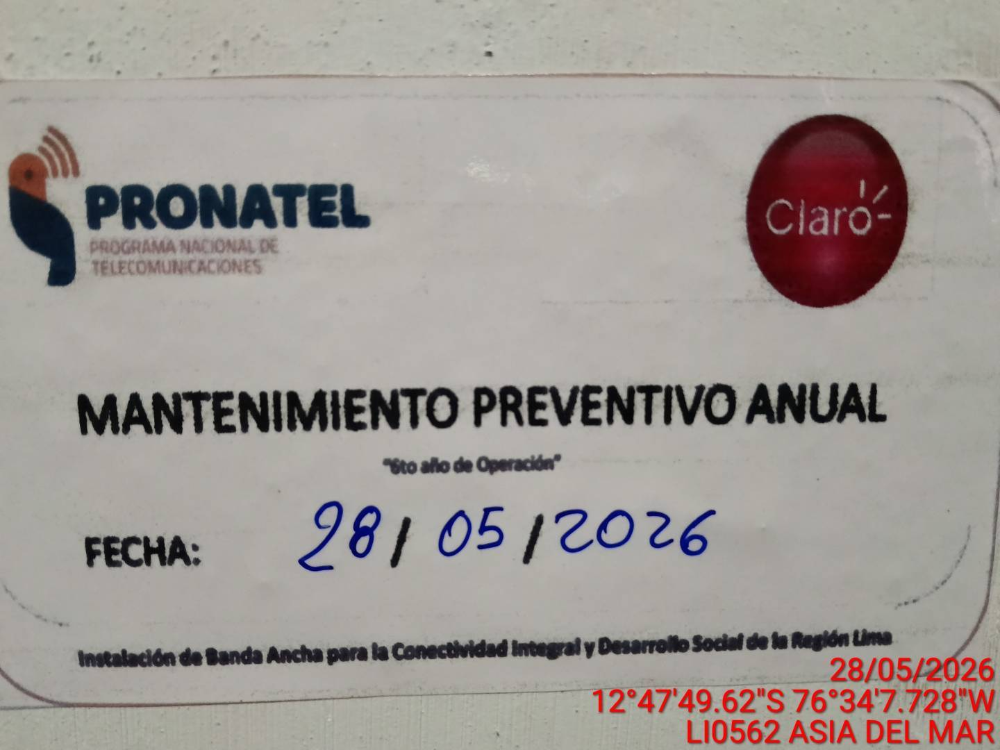 PRONATEL
PROGRAMA NACIONAL DE
TELECOMUNICACIONES
Claro
MANTENIMIENTO PREVENTIVO ANUAL
"6to año de Operación"
FECHA: 28/05/2026
Instalación de Banda Ancha para la Conectividad Integral y Desarrollo Social de la Región Lima
28/05/2026
12°47'49.62"S 76°34'7.728"W
LI0562 ASIA DEL MAR